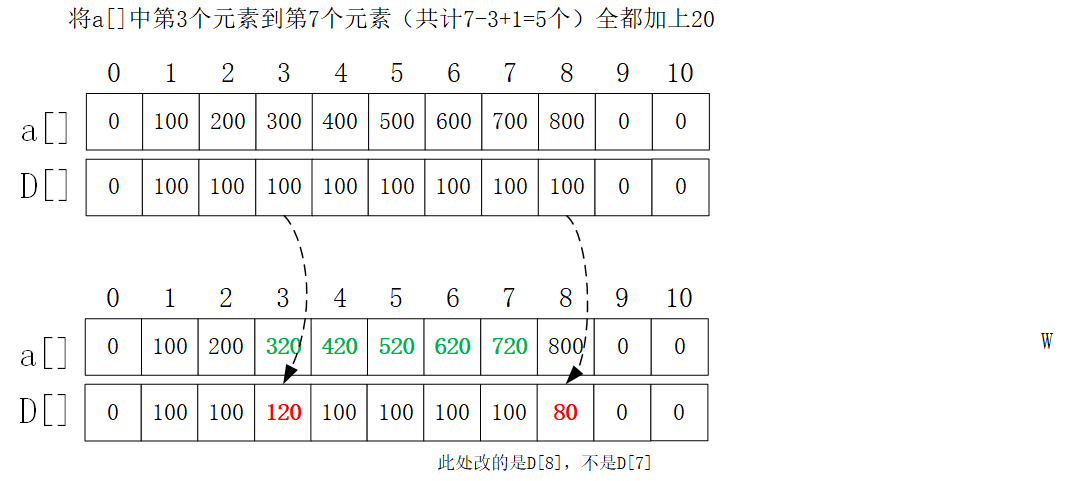 将a[]中第3个元素到第7个元素（共计7-3+1=5个）全都加上20
0 1 2 3 4 5 6 7 8 9 10
a[] 0 100 200 300 400 500 600 700 800 0 0
D[] 0 100 100 100 100 100 100 100 100 0 0
0 1 2 3 4 5 6 7 8 9 10
a[] 0 100 200 320 420 520 620 720 800 0 0
W
D[] 0 100 100 120 100 100 100 100 80 0 0
此处改的是D[8]，不是D[7]